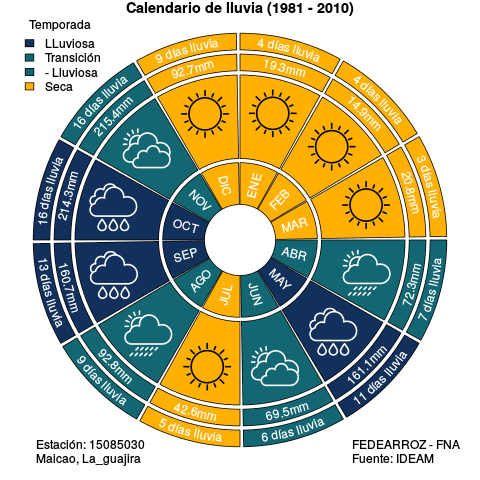 Calendario de lluvia (1981 - 2010)
Temporada
LLuviosa
Transición
- Lluviosa
Seca
4 días lluvia
19.3mm
ENE
4 días lluvia
14.9mm
FEB
3 días lluvia
20.8mm
MAR
7 días lluvia
72.3mm
ABR
11 días lluvia
161.1mm
MAY
6 días lluvia
69.5mm
JUN
5 días lluvia
42.6mm
JUL
9 días lluvia
92.8mm
AGO
13 días lluvia
160.7mm
SEP
16 días lluvia
214.3mm
OCT
16 días lluvia
215.4mm
NOV
9 días lluvia
92.7mm
DIC
Estación: 15085030
Maicao, La_guajira
FEDEARROZ - FNA
Fuente: IDEAM